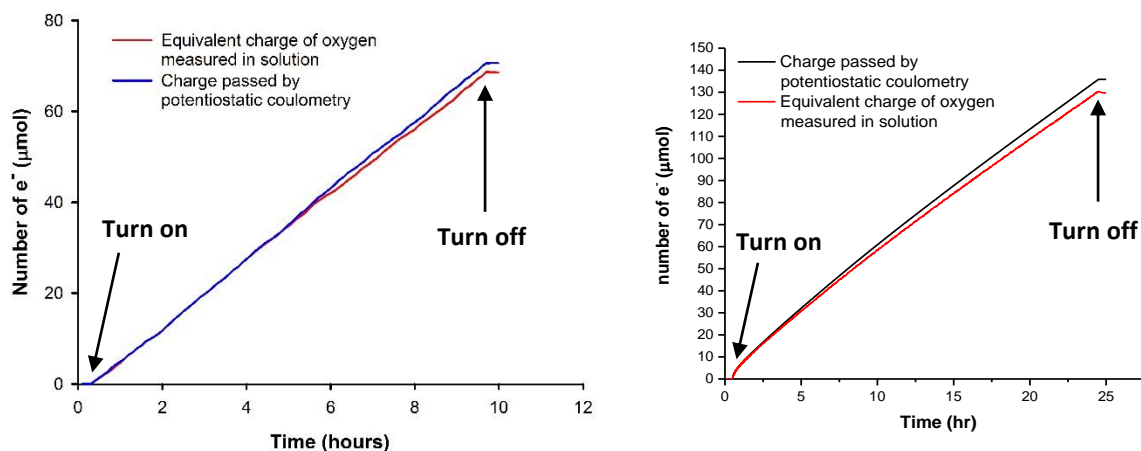 80
60
40
20
0
Number of e⁻ (μmol)
Equivalent charge of oxygen
measured in solution
Charge passed by
potentiostatic coulometry
Turn on
Turn off
0 2 4 6 8 10 12
Time (hours)
150
140
130
120
110
100
90
80
70
60
50
40
30
20
10
0
number of e⁻ (μmol)
Charge passed by
potentiostatic coulometry
Equivalent charge of oxygen
measured in solution
Turn on
Turn off
0 5 10 15 20 25
Time (hr)